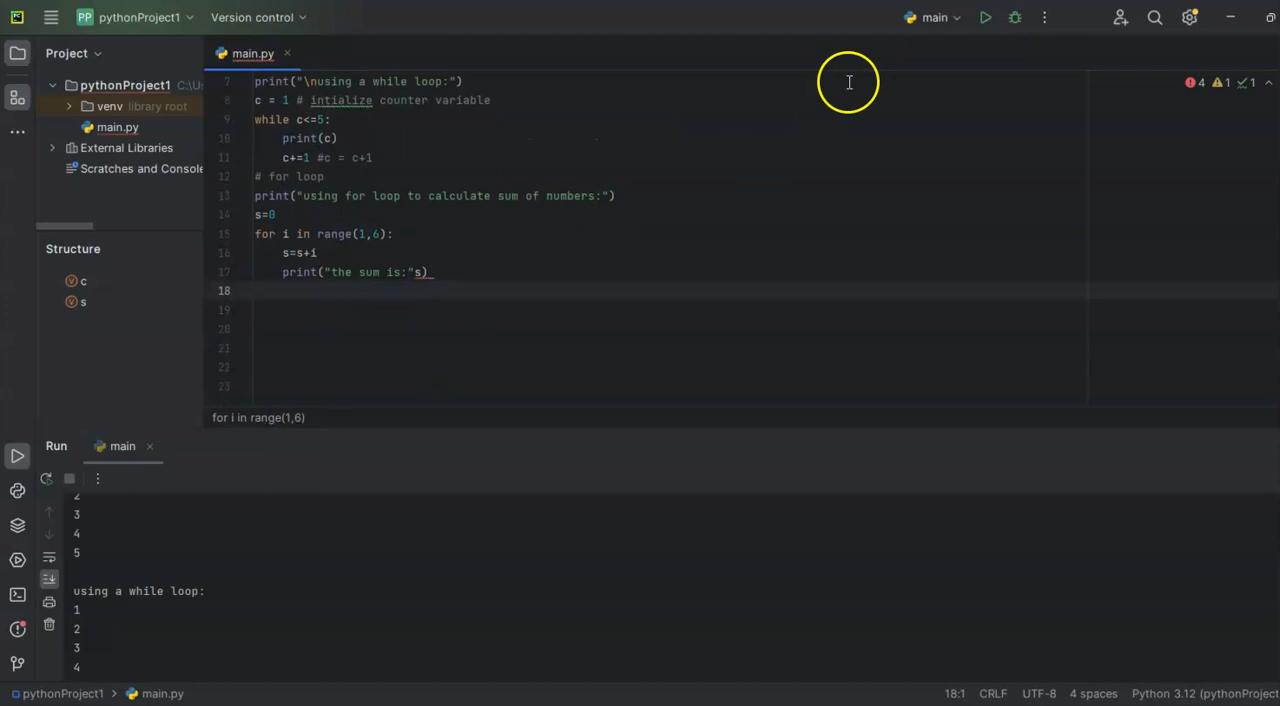 PP pythonProject1 Version control main
Project main.py
pythonProject1 C:\Us
venv library root
main.py
External Libraries
Scratches and Console
4 1 1
7 print("\nusing a while loop:")
8 c = 1 # intialize counter variable
9 while c<=5:
10 print(c)
11 c+=1 #c = c+1
12 # for loop
13 print("using for loop to calculate sum of numbers:")
14 s=0
15 for i in range(1,6):
16 s=s+i
17 print("the sum is:"s)
18
19
20
21
22
23
Structure
c
s
for i in range(1,6)
Run main
2
3
4
5
using a while loop:
1
2
3
4
pythonProject1 > main.py 18:1 CRLF UTF-8 4 spaces Python 3.12 (pythonProject